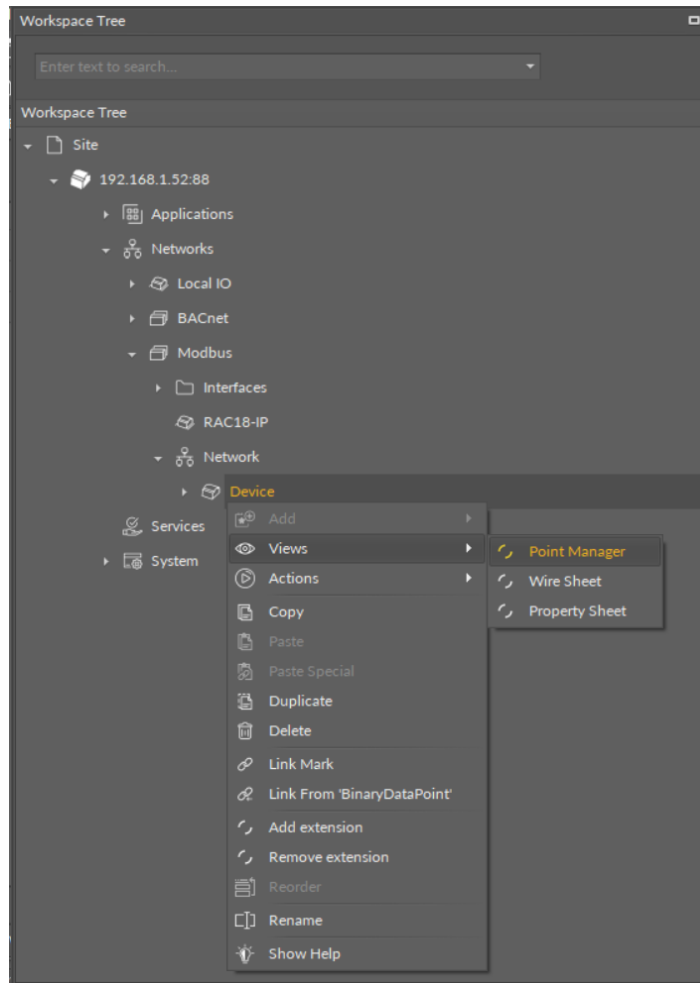 Workspace Tree
Enter text to search...
Workspace Tree
Site
192.168.1.52:88
Applications
Networks
Local IO
BACnet
Modbus
Interfaces
RAC18-IP
Network
Device
Services
System
Add
Views
Actions
Copy
Paste
Paste Special
Duplicate
Delete
Link Mark
Link From 'BinaryDataPoint'
Add extension
Remove extension
Reorder
Rename
Show Help
Point Manager
Wire Sheet
Property Sheet